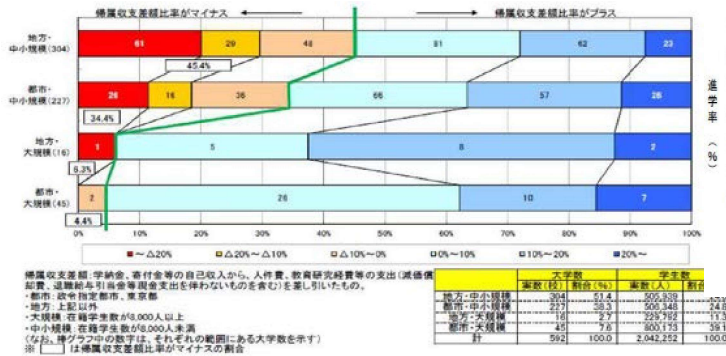 帰属収支差額比率がマイナス
帰属収支差額比率がプラス
地方・
中小規模(304)
61 20 48 81 62 23
45.4%
都市・
中小規模(227)
26 16 36 66 57 26
34.4%
地方・
大規模(16)
1 5 8 2
6.3%
都市・
大規模(45)
2 26 10 7
4.4%
0% 10% 20% 30% 40% 50% 60% 70% 80% 90% 100%
～△20% △20%～△10% △10%～0% 0%～10% 10%～20% 20%～
進学率(%)
帰属収支差額:学納金、寄付金等の自己収入から、人件費、教育研究経費等の支出(減価償
却費、退職給与引当金等現金支出を伴わないものを含む)を差し引いたもの。
・都市:政令指定都市、東京都
・地方:上記以外
・大規模:在籍学生数が8,000人以上
・中小規模:在籍学生数が8,000人未満
(なお、棒グラフ中の数字は、それぞれの範囲にある大学数を示す)
※ は帰属収支差額比率がマイナスの割合
大学数 学生数
実数(校) 割合(%) 実数(人) 割合
地方・中小規模 304 51.4 505,939
都市・中小規模 227 38.3 506,348 24.8
地方・大規模 16 2.7 229,792 11.3
都市・大規模 45 7.6 800,173 39.1
計 592 100.0 2,042,252 100.0